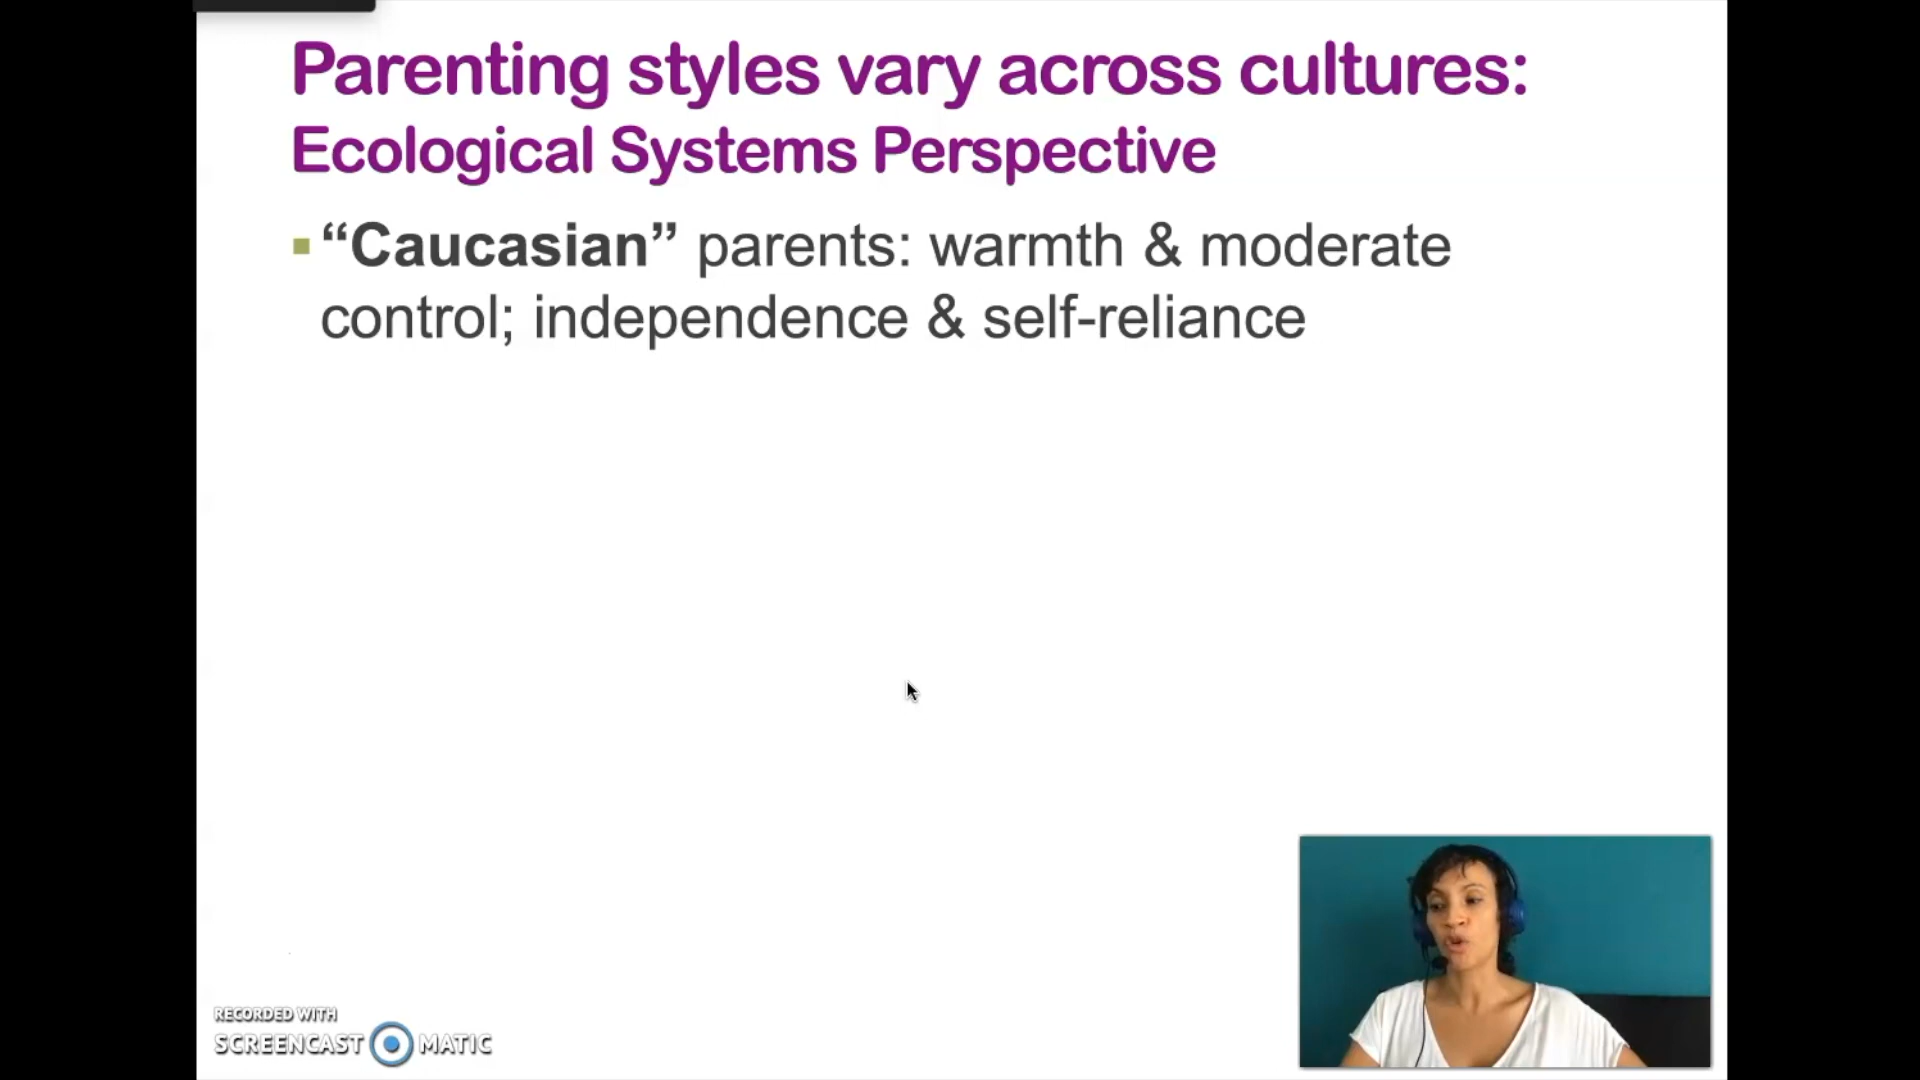 Parenting styles vary across cultures:
Ecological Systems Perspective
“Caucasian” parents: warmth & moderate
control; independence & self-reliance
RECORDED WITH
SCREENCAST MATIC